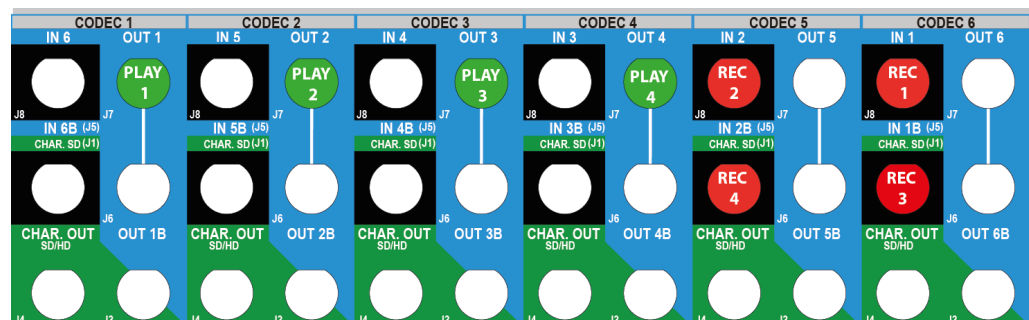 CODEC 1 CODEC 2 CODEC 3 CODEC 4 CODEC 5 CODEC 6
IN 6 OUT 1 IN 5 OUT 2 IN 4 OUT 3 IN 3 OUT 4 IN 2 OUT 5 IN 1 OUT 6
PLAY PLAY PLAY PLAY REC REC
1 2 3 4 2 1
J8 J7 J8 J7 J8 J7 J8 J7 J8 J7 J8 J7
IN 6B (J5) IN 5B (J5) IN 4B (J5) IN 3B (J5) IN 2B (J5) IN 1B (J5)
CHAR. SD (J1) CHAR. SD (J1) CHAR. SD (J1) CHAR. SD (J1) CHAR. SD (J1) CHAR. SD (J1)
REC REC
4 3
J6 J6 J6 J6 J6 J6
CHAR. OUT OUT 1B CHAR. OUT OUT 2B CHAR. OUT OUT 3B CHAR. OUT OUT 4B CHAR. OUT OUT 5B CHAR. OUT OUT 6B
SD/HD SD/HD SD/HD SD/HD SD/HD SD/HD